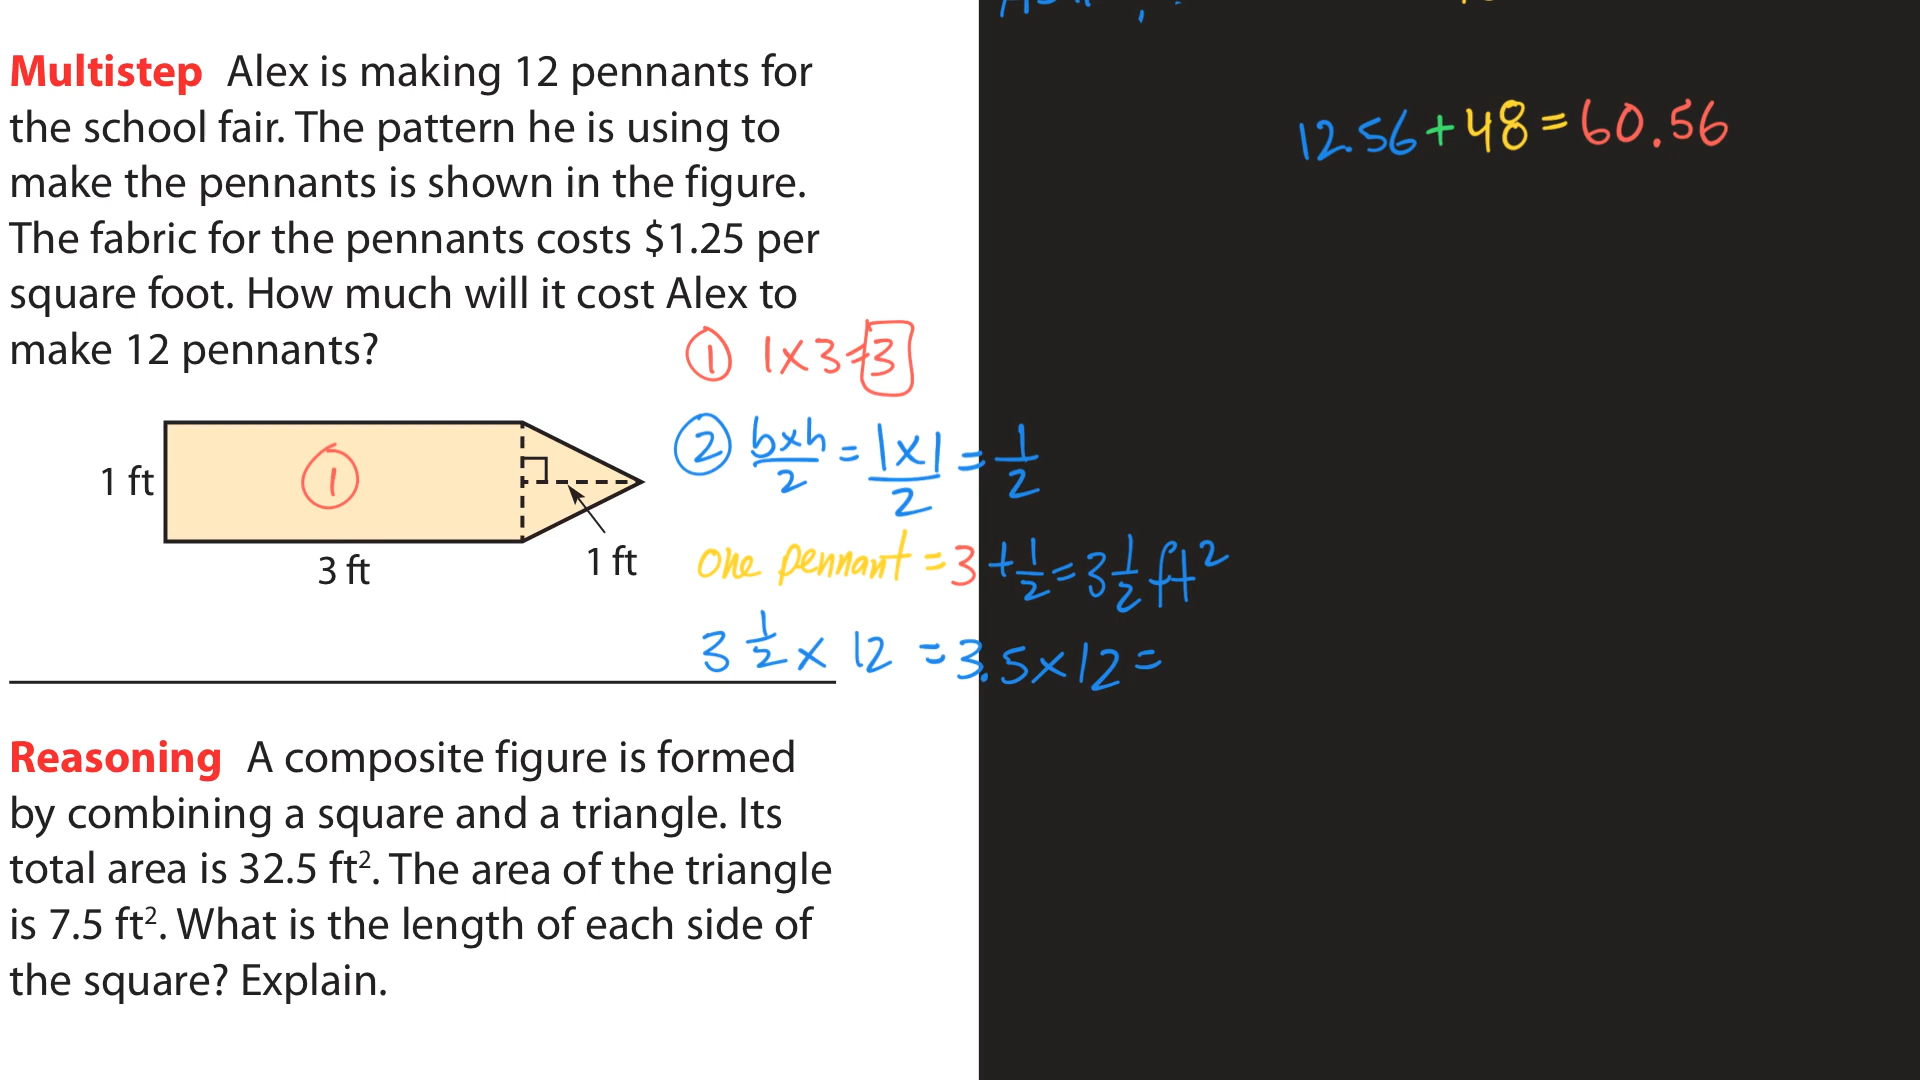 Multistep Alex is making 12 pennants for
the school fair. The pattern he is using to
make the pennants is shown in the figure.
The fabric for the pennants costs $1.25 per
square foot. How much will it cost Alex to
make 12 pennants?
1 ft
①
3 ft
1 ft
① 1×3=3
② b×h/2 = 1×1/2 = 1/2
one pennant = 3 + 1/2 = 3 1/2 ft²
3 1/2 × 12 = 3.5×12=
12.56+48=60.56
Reasoning A composite figure is formed
by combining a square and a triangle. Its
total area is 32.5 ft². The area of the triangle
is 7.5 ft². What is the length of each side of
the square? Explain.